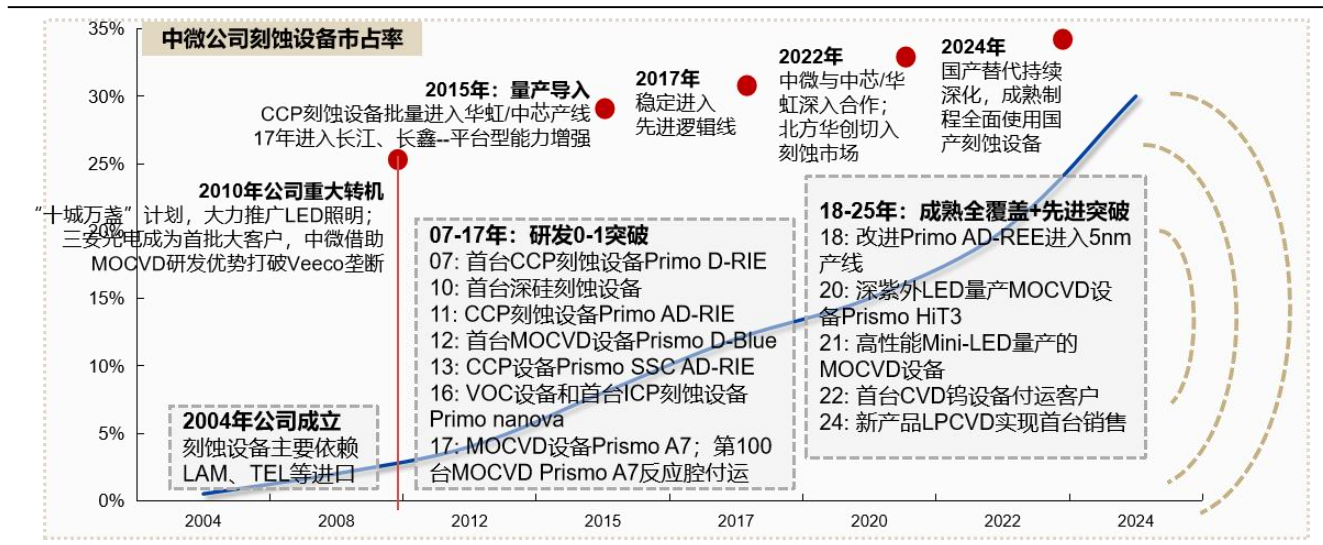 中微公司刻蚀设备市占率
35%
30%
25%
20%
15%
10%
5%
0%
2004
2008
2012
2015
2017
2020
2022
2024
2004年公司成立
刻蚀设备主要依赖
LAM、TEL等进口
2010年公司重大转机
“十城万盏”计划，大力推广LED照明；
三安光电成为首批大客户，中微借助
MOCVD研发优势打破Veeco垄断
2015年：量产导入
CCP刻蚀设备批量进入华虹/中芯产线
17年进入长江、长鑫--平台型能力增强
2017年
稳定进入
先进逻辑线
2022年
中微与中芯/华
虹深入合作；
北方华创切入
刻蚀市场
2024年
国产替代持续
深化，成熟制
程全面使用国
产刻蚀设备
07-17年：研发0-1突破
07: 首台CCP刻蚀设备Primo D-RIE
10: 首台深硅刻蚀设备
11: CCP刻蚀设备Primo AD-RIE
12: 首台MOCVD设备Prismo D-Blue
13: CCP设备Prismo SSC AD-RIE
16: VOC设备和首台ICP刻蚀设备
Primo nanova
17: MOCVD设备Prismo A7；第100
台MOCVD Prismo A7反应腔付运
18-25年：成熟全覆盖+先进突破
18: 改进Primo AD-REE进入5nm
产线
20: 深紫外LED量产MOCVD设
备Prismo HiT3
21: 高性能Mini-LED量产的
MOCVD设备
22: 首台CVD钨设备付运客户
24: 新产品LPCVD实现首台销售